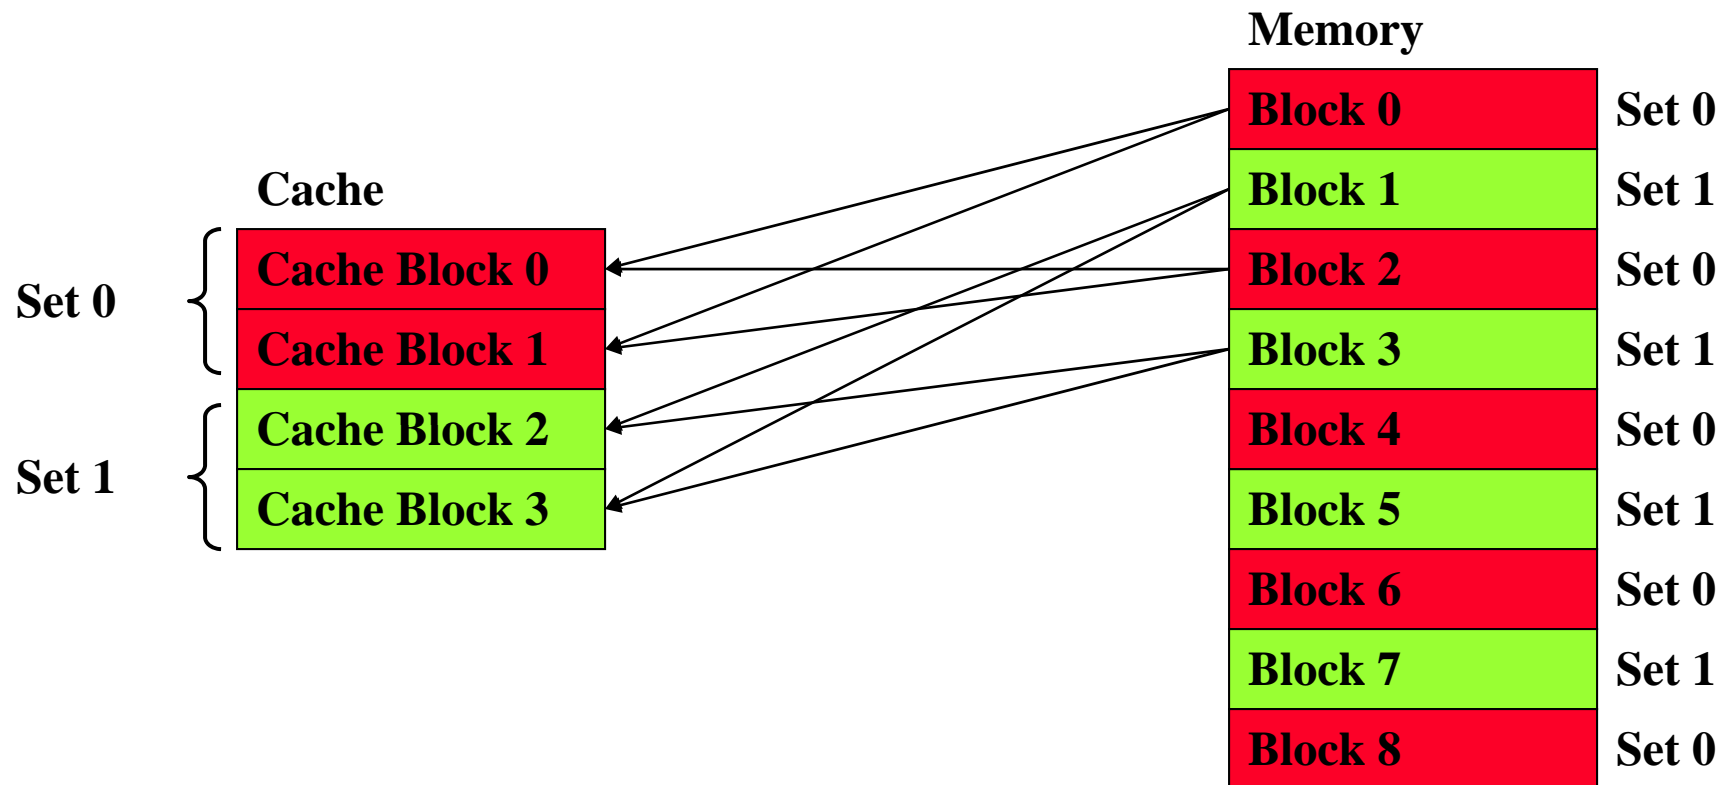 Memory
Block 0 Set 0
Cache Block 1 Set 1
Cache Block 0 Block 2 Set 0
Set 0
Cache Block 1 Block 3 Set 1
Cache Block 2 Block 4 Set 0
Set 1
Cache Block 3 Block 5 Set 1
Block 6 Set 0
Block 7 Set 1
Block 8 Set 0